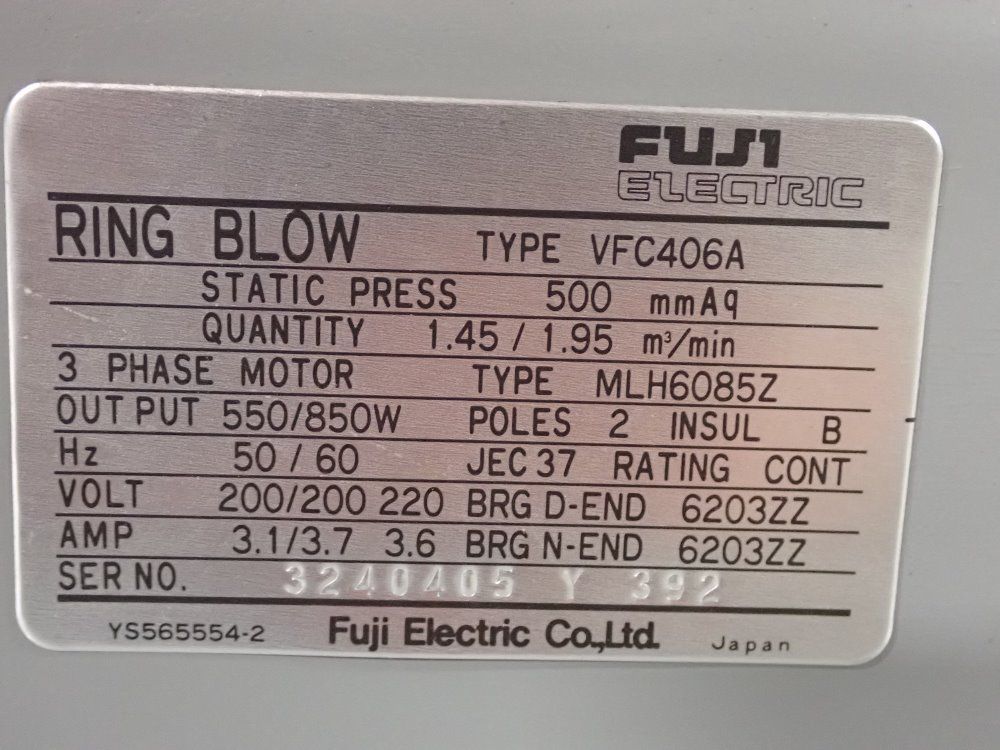 FUJI
ELECTRIC
RING BLOW TYPE VFC406A
STATIC PRESS 500 mmAq
QUANTITY 1.45 / 1.95 m³/min
3 PHASE MOTOR TYPE MLH6085Z
OUTPUT 550/850W POLES 2 INSUL B
Hz 50 / 60 JEC 37 RATING CONT
VOLT 200/200 220 BRG D-END 6203ZZ
AMP 3.1/3.7 3.6 BRG N-END 6203ZZ
SER NO. 3240405 Y 392
YS565554-2 Fuji Electric Co.,Ltd. Japan